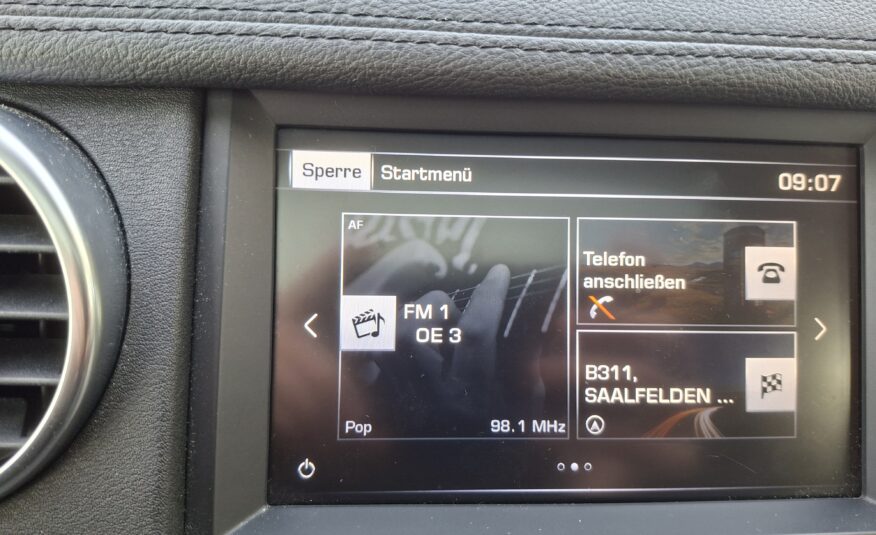 Sperre Startmenü 09:07
AF
FM 1
OE 3
Pop 98.1 MHz
Telefon
anschließen
B311,
SAALFELDEN ...